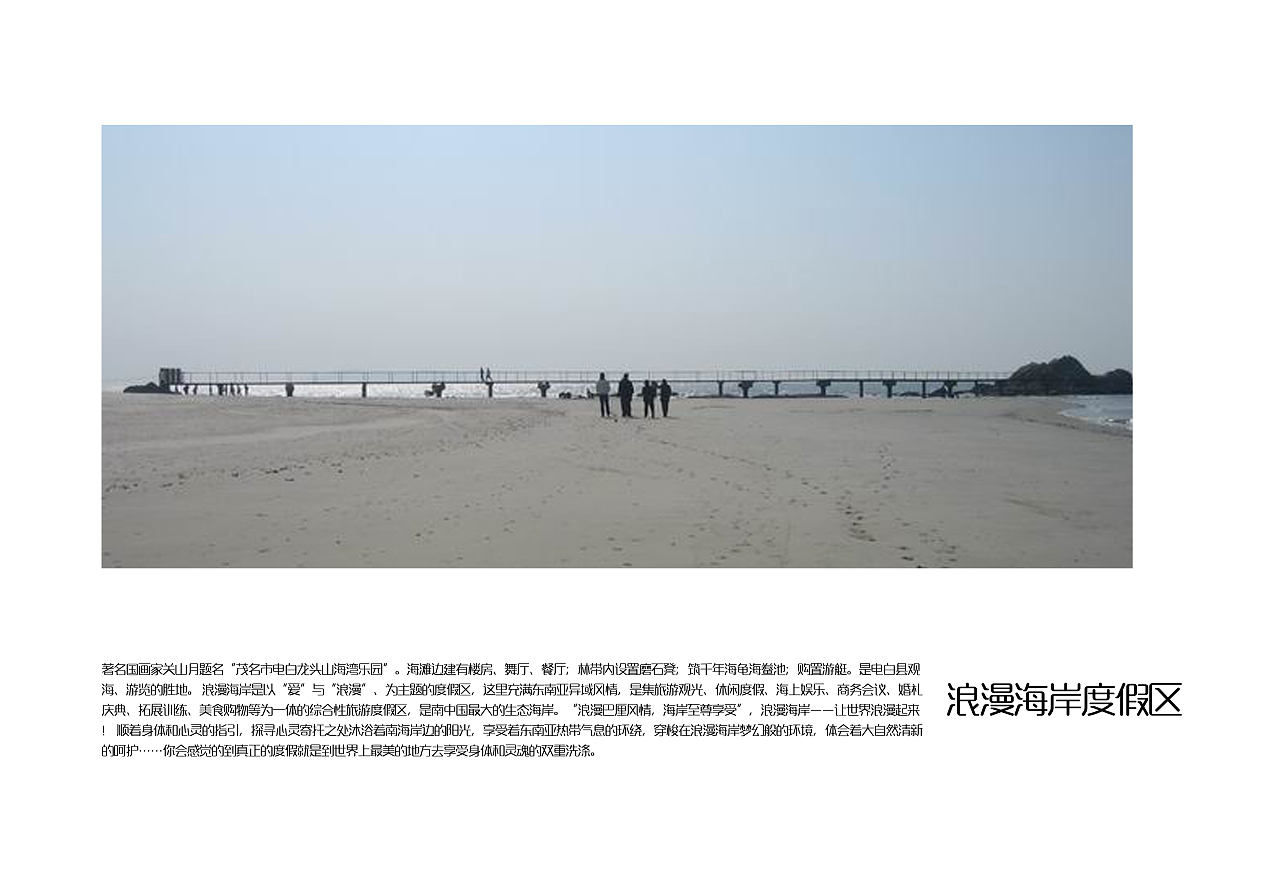 著名国画家关山月题名“茂名市电白龙头山海湾乐园”。海滩边建有楼房、舞厅、餐厅；林带内设置磨石凳；筑千年海龟海鳖池；购置游艇。是电白县观
海、游览的胜地。 浪漫海岸是以“爱”与“浪漫”、为主题的度假区，这里充满东南亚异域风情，是集旅游观光、休闲度假、海上娱乐、商务会议、婚礼
庆典、拓展训练、美食购物等为一体的综合性旅游度假区，是南中国最大的生态海岸。 “浪漫巴厘风情，海岸至尊享受”，浪漫海岸——让世界浪漫起来
！ 顺着身体和心灵的指引，探寻心灵寄托之处沐浴着南海岸边的阳光，享受着东南亚热带气息的环绕，穿梭在浪漫海岸梦幻般的环境，体会着大自然清新
的呵护……你会感觉的到真正的度假就是到世界上最美的地方去享受身体和灵魂的双重洗涤。
浪漫海岸度假区